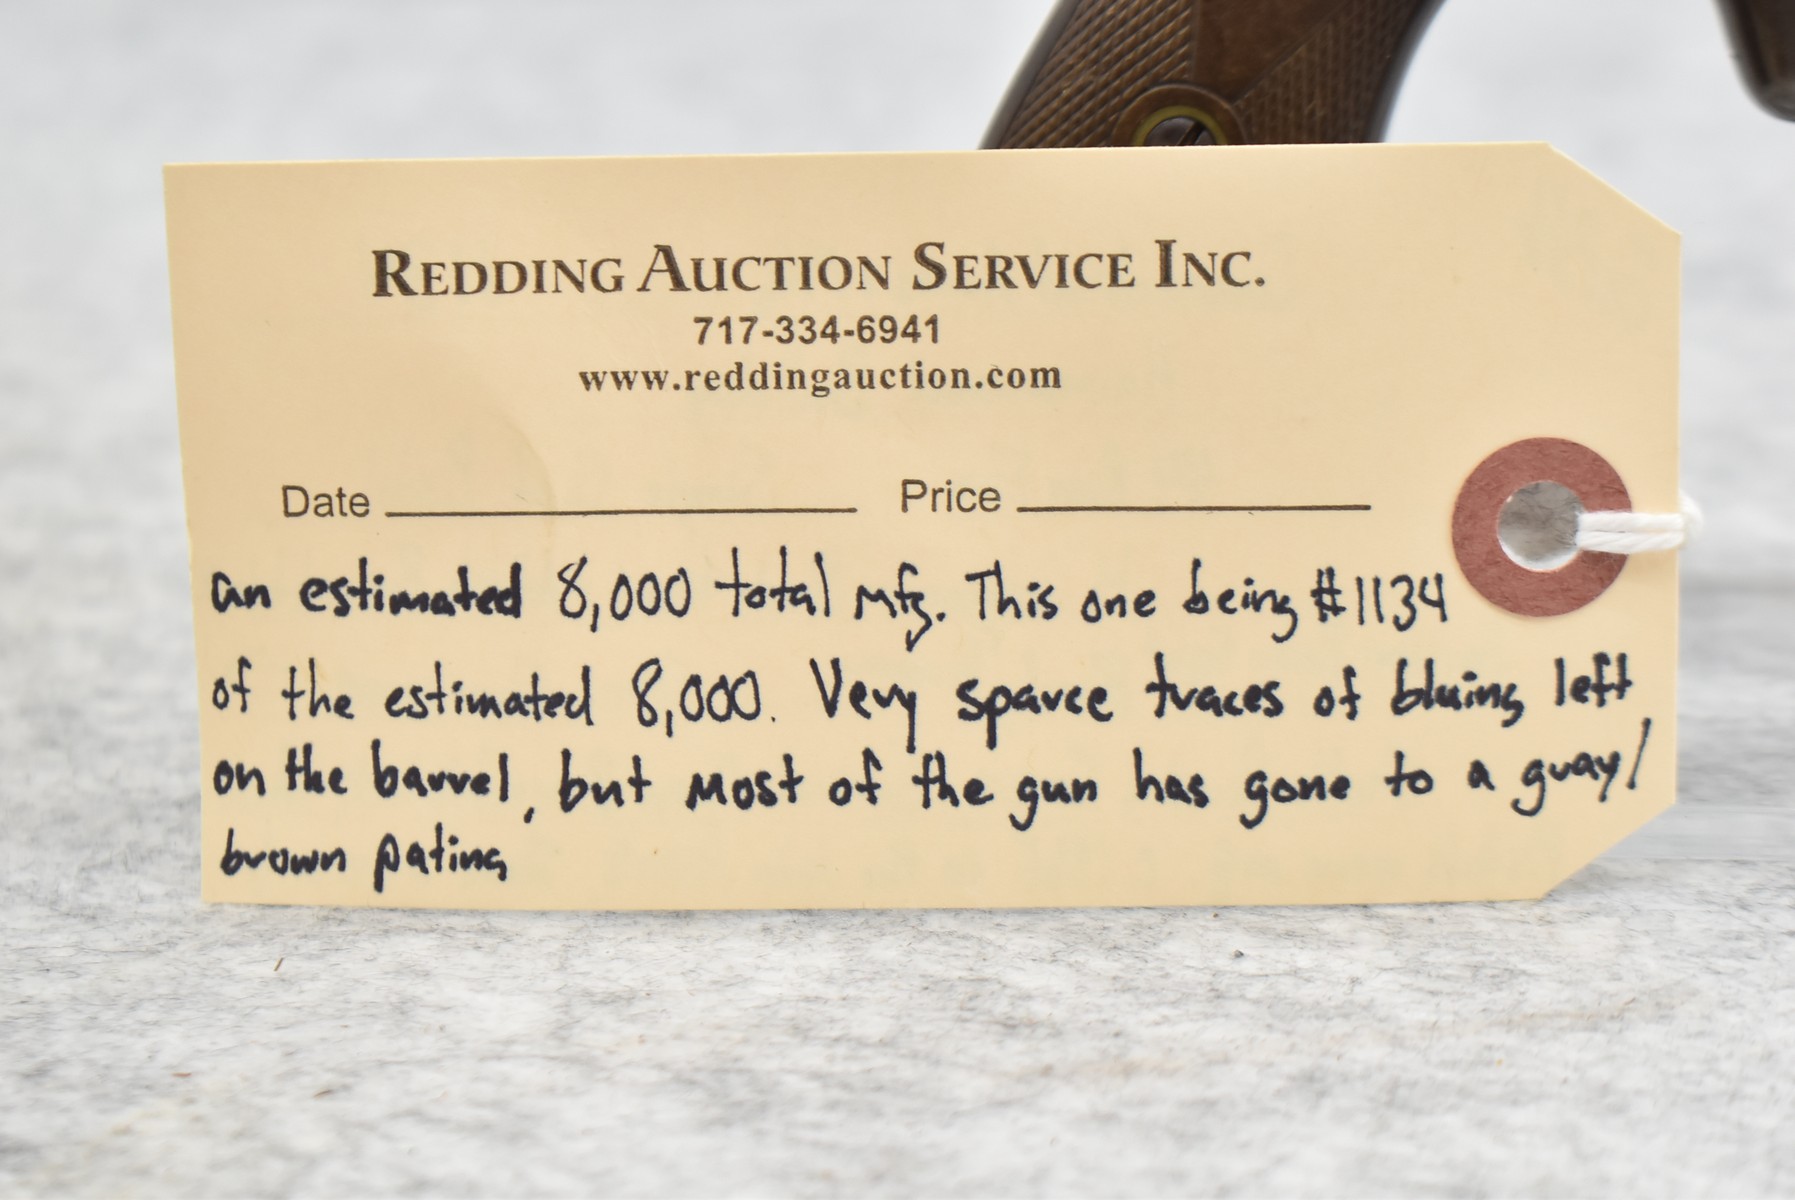 REDDING AUCTION SERVICE INC.
717-334-6941
www.reddingauction.com
Date Price
an estimated 8,000 total mfg. This one being #1134
of the estimated 8,000. Very sparce traces of bluing left
on the barrel, but most of the gun has gone to a gray/
brown patina